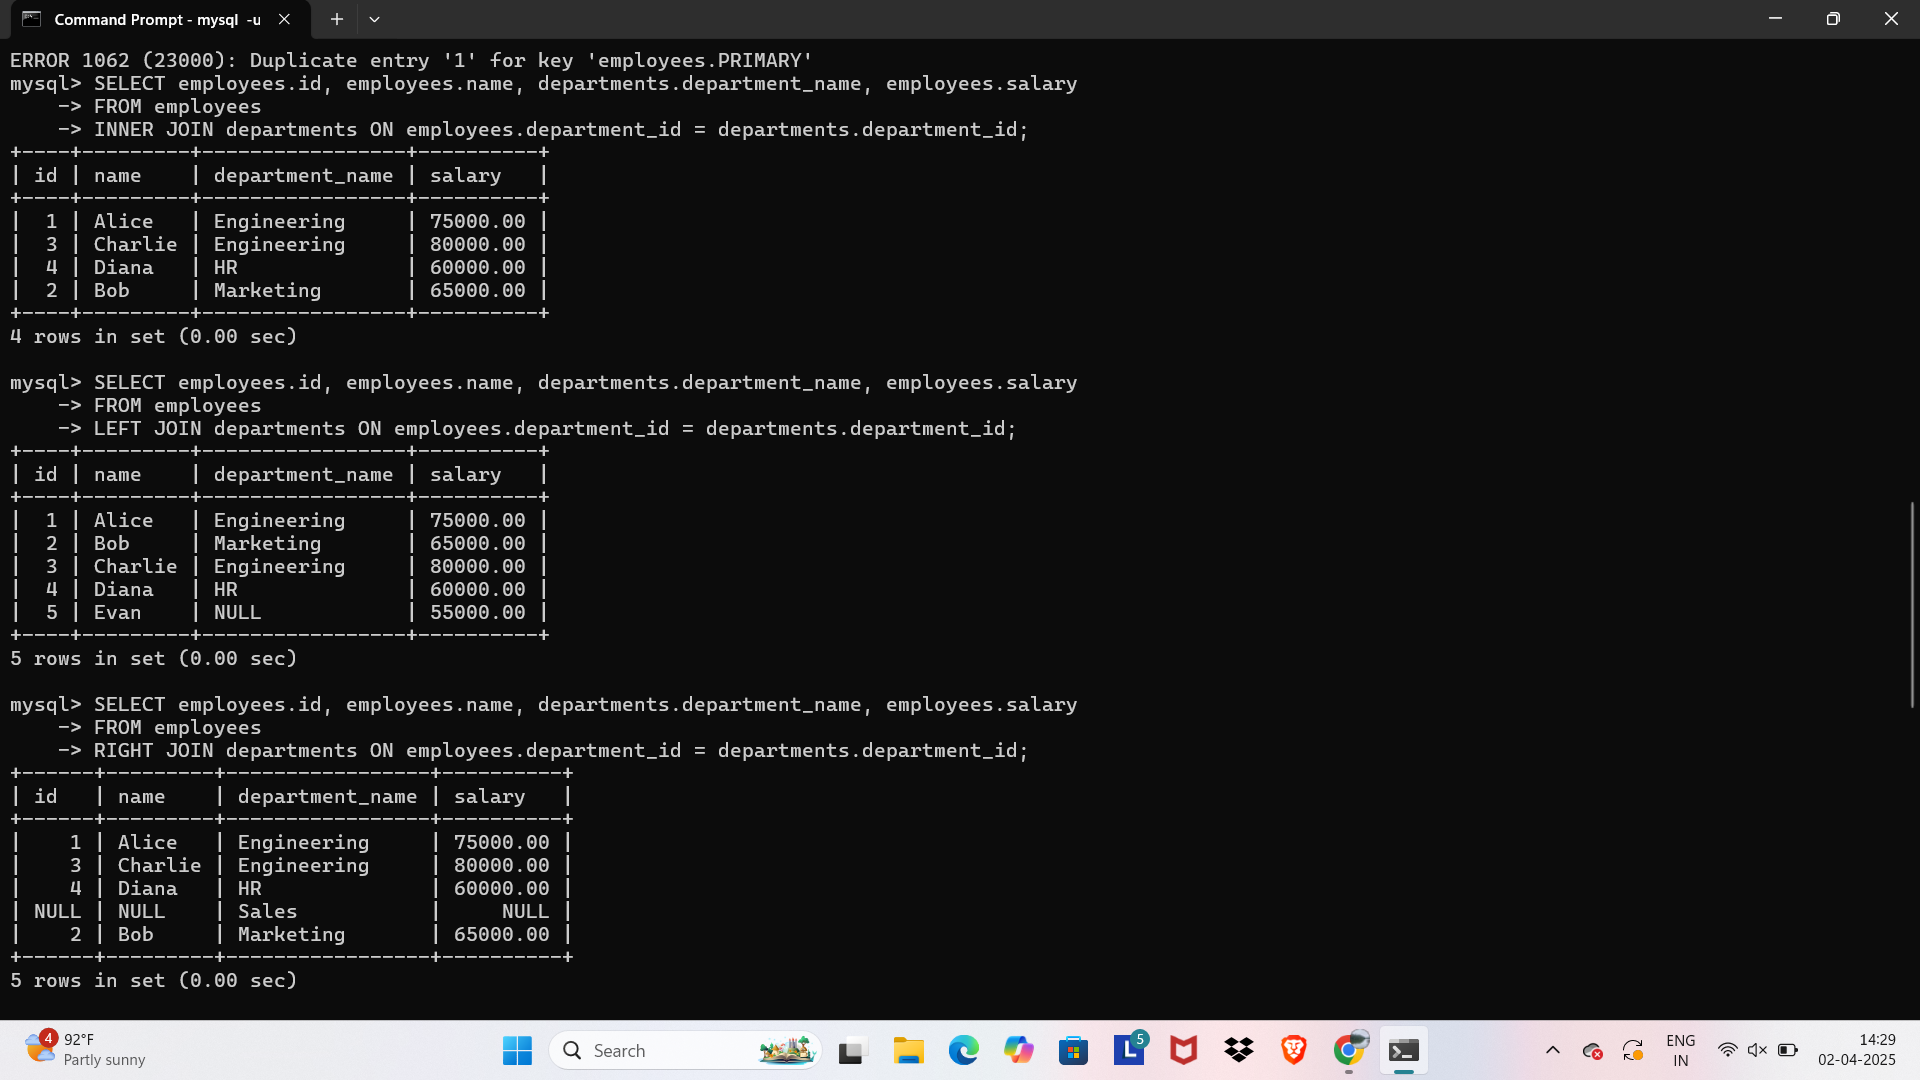 Command Prompt - mysql  -u
ERROR 1062 (23000): Duplicate entry '1' for key 'employees.PRIMARY'
mysql> SELECT employees.id, employees.name, departments.department_name, employees.salary
    -> FROM employees
    -> INNER JOIN departments ON employees.department_id = departments.department_id;
+----+---------+-----------------+----------+
| id | name    | department_name | salary   |
+----+---------+-----------------+----------+
|  1 | Alice   | Engineering     | 75000.00 |
|  3 | Charlie | Engineering     | 80000.00 |
|  4 | Diana   | HR              | 60000.00 |
|  2 | Bob     | Marketing       | 65000.00 |
+----+---------+-----------------+----------+
4 rows in set (0.00 sec)
mysql> SELECT employees.id, employees.name, departments.department_name, employees.salary
    -> FROM employees
    -> LEFT JOIN departments ON employees.department_id = departments.department_id;
+----+---------+-----------------+----------+
| id | name    | department_name | salary   |
+----+---------+-----------------+----------+
|  1 | Alice   | Engineering     | 75000.00 |
|  2 | Bob     | Marketing       | 65000.00 |
|  3 | Charlie | Engineering     | 80000.00 |
|  4 | Diana   | HR              | 60000.00 |
|  5 | Evan    | NULL            | 55000.00 |
+----+---------+-----------------+----------+
5 rows in set (0.00 sec)
mysql> SELECT employees.id, employees.name, departments.department_name, employees.salary
    -> FROM employees
    -> RIGHT JOIN departments ON employees.department_id = departments.department_id;
+------+---------+-----------------+----------+
| id   | name    | department_name | salary   |
+------+---------+-----------------+----------+
|    1 | Alice   | Engineering     | 75000.00 |
|    3 | Charlie | Engineering     | 80000.00 |
|    4 | Diana   | HR              | 60000.00 |
| NULL | NULL    | Sales           |     NULL |
|    2 | Bob     | Marketing       | 65000.00 |
+------+---------+-----------------+----------+
5 rows in set (0.00 sec)
4
92°F
Partly sunny
Search
L
5
ENG
IN
14:29
02-04-2025